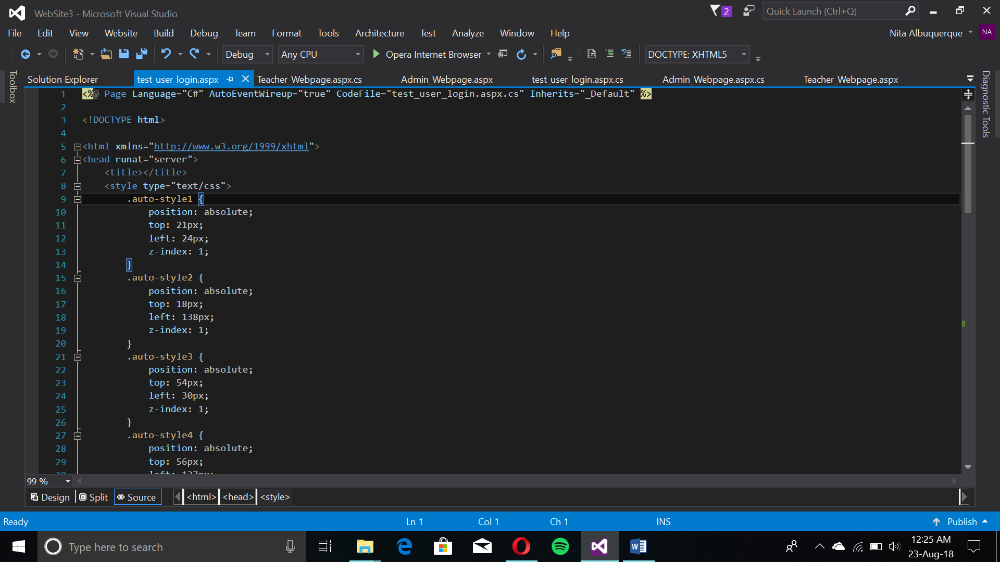 WebSite3 - Microsoft Visual Studio
2
Quick Launch (Ctrl+Q)
File Edit View Website Build Debug Team Format Tools Architecture Test Analyze Window Help
Nita Albuquerque NA
Debug Any CPU Opera Internet Browser DOCTYPE: XHTML5
Toolbox
Solution Explorer test_user_login.aspx Teacher_Webpage.aspx.cs Admin_Webpage.aspx test_user_login.aspx.cs Admin_Webpage.aspx.cs Teacher_Webpage.aspx
Diagnostic Tools
1 <%@ Page Language="C#" AutoEventWireup="true" CodeFile="test_user_login.aspx.cs" Inherits="_Default" %>
2
3 <!DOCTYPE html>
4
5 <html xmlns="http://www.w3.org/1999/xhtml">
6 <head runat="server">
7 <title></title>
8 <style type="text/css">
9 .auto-style1 {
10 position: absolute;
11 top: 21px;
12 left: 24px;
13 z-index: 1;
14 }
15 .auto-style2 {
16 position: absolute;
17 top: 18px;
18 left: 138px;
19 z-index: 1;
20 }
21 .auto-style3 {
22 position: absolute;
23 top: 54px;
24 left: 30px;
25 z-index: 1;
26 }
27 .auto-style4 {
28 position: absolute;
29 top: 56px;
30 left: 137px;
99 %
Design Split Source <html> <head> <style>
Ready Ln 1 Col 1 Ch 1 INS Publish
Type here to search
12:25 AM
23-Aug-18